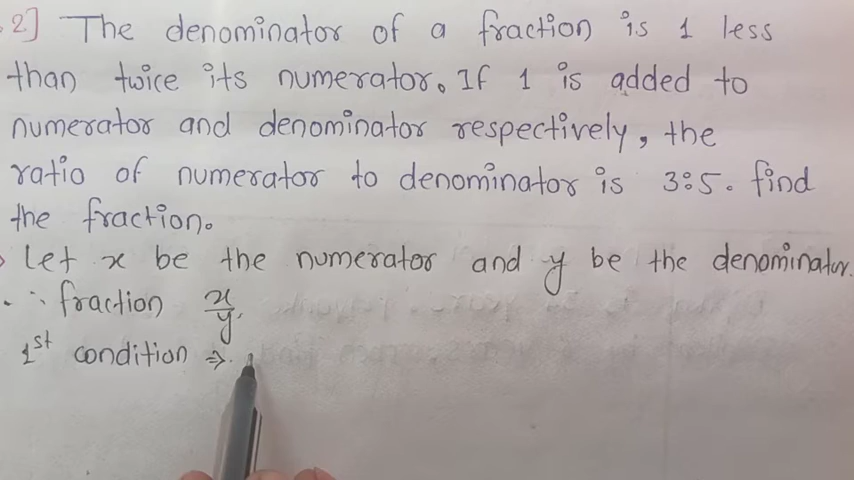 2] The denominator of a fraction is 1 less
than twice its numerator. If 1 is added to
numerator and denominator respectively, the
ratio of numerator to denominator is 3:5. find
the fraction.
Let x be the numerator and y be the denominator.
∴ fraction x/y.
1st condition ⇒